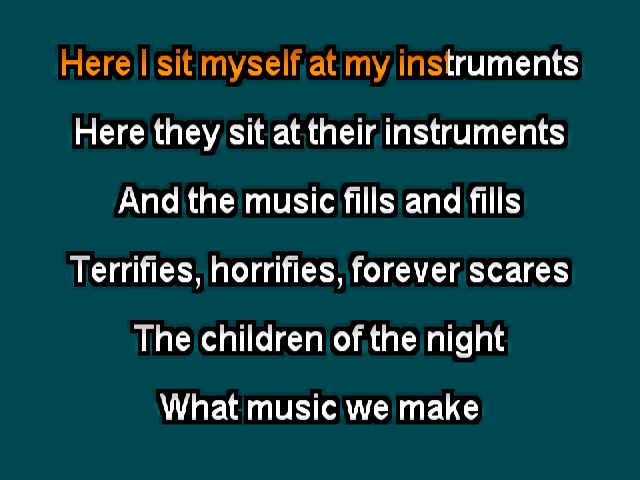 Here I sit myself at my instruments
Here they sit at their instruments
And the music fills and fills
Terrifies, horrifies, forever scares
The children of the night
What music we make